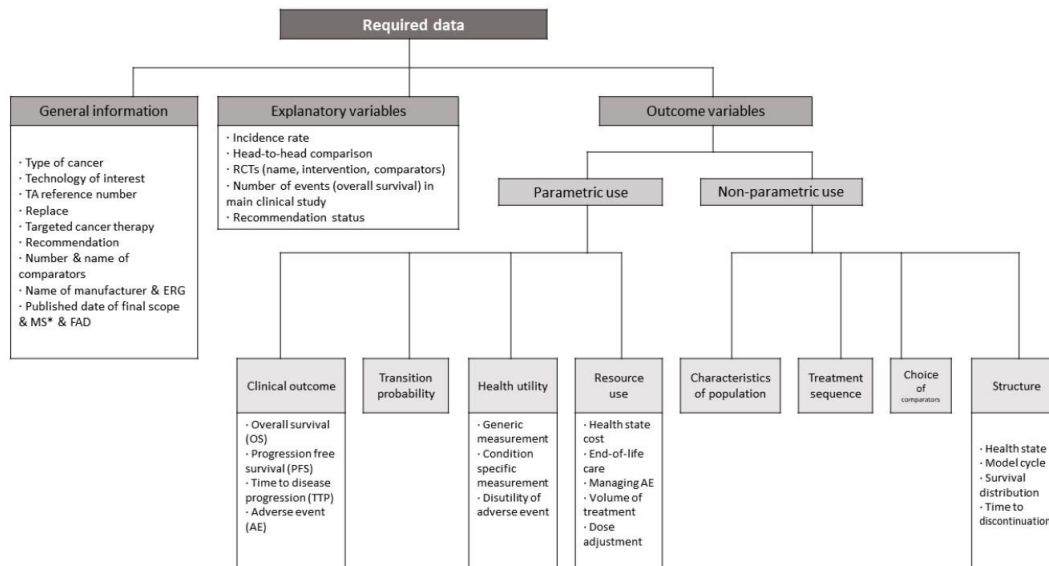 Required data
General information
· Type of cancer
· Technology of interest
· TA reference number
· Replace
· Targeted cancer therapy
· Recommendation
· Number & name of
comparators
· Name of manufacturer & ERG
· Published date of final scope
& MS* & FAD
Explanatory variables
· Incidence rate
· Head-to-head comparison
· RCTs (name, intervention, comparators)
· Number of events (overall survival) in
main clinical study
· Recommendation status
Outcome variables
Parametric use
Non-parametric use
Clinical outcome
· Overall survival
(OS)
· Progression free
survival (PFS)
· Time to disease
progression (TTP)
· Adverse event
(AE)
Transition
probability
Health utility
· Generic
measurement
· Condition
specific
measurement
· Disutility of
adverse event
Resource
use
· Health state
cost
· End-of-life
care
· Managing AE
· Volume of
treatment
· Dose
adjustment
Characteristics
of population
Treatment
sequence
Choice
of
comparators
Structure
· Health state
· Model cycle
· Survival
distribution
· Time to
discontinuation